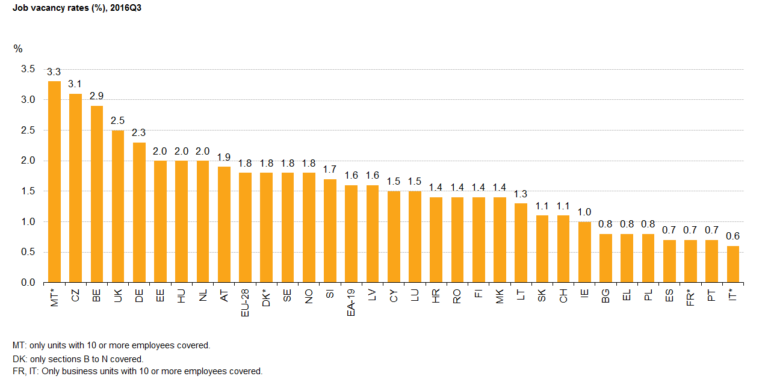 Job vacancy rates (%), 2016Q3
%
3.5
3.0
2.5
2.0
1.5
1.0
0.5
0.0
3.3 3.1 2.9 2.5 2.3 2.0 2.0 2.0 1.9 1.8 1.8 1.8 1.8 1.7 1.6 1.6 1.5 1.5 1.4 1.4 1.4 1.4 1.3 1.1 1.1 1.0 0.8 0.8 0.8 0.7 0.7 0.7 0.6
MT* CZ BE UK DE EE HU NL AT EU-28 DK* SE NO SI EA-19 LV CY LU HR RO FI MK LT SK CH IE BG EL PL ES FR* PT IT*
MT: only units with 10 or more employees covered.
DK: only sections B to N covered.
FR, IT: Only business units with 10 or more employees covered.